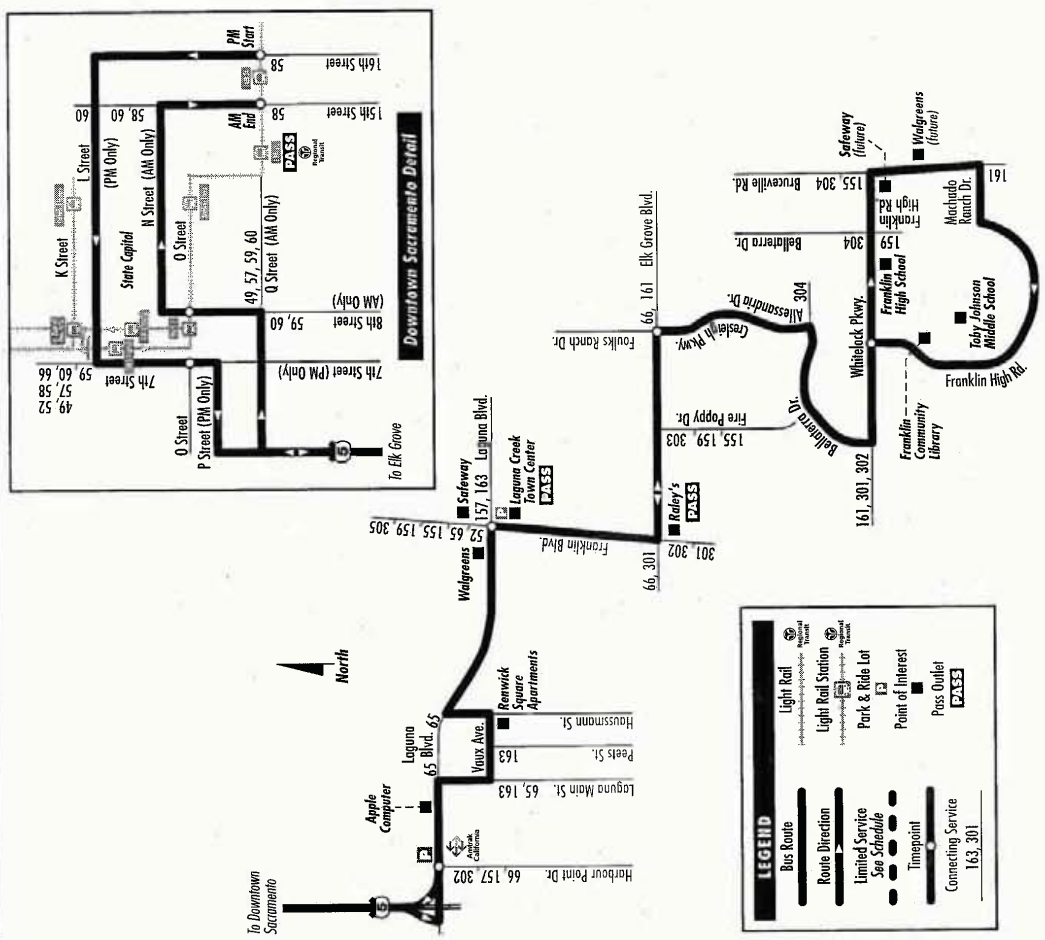 Downtown Sacramento Detail
PM
Start
58
16th Street
AM
End
58
15th Street
60
58, 60
L Street
(PM Only)
N Street (AM Only)
K Street
State Capitol
O Street
PASS
Regional
Transit
49, 57, 59, 60
Q Street (AM Only)
59, 60
8th Street
(AM Only)
7th Street
7th Street (PM Only)
49, 52
57, 58
59, 60, 66
O Street
P Street (PM Only)
5
To Elk Grove
Safeway
157, 163 Laguna Blvd.
P
Laguna Creek
Town Center
PASS
52, 65, 155, 159, 305
Walgreens
Franklin Blvd.
66, 301
301
302
Raley's
PASS
Fire Poppy Dr.
155, 159
303
Foulks Ranch Dr.
66, 161 Elk Grove Blvd.
Creleigh Pkwy.
Allessandria Dr.
304
Bellaterra Dr.
161, 301, 302
Whitelock Pkwy.
Bellaterra Dr.
304
159
Bruceville Rd.
155, 304
Safeway
(future)
Walgreens
(future)
Franklin
High Rd.
Franklin
High School
Machado
Ranch Dr.
161
Toby Johnson
Middle School
Franklin High Rd.
Franklin
Community
Library
North
Renwick
Square
Apartments
Haussmann St.
Peets St.
163
Laguna Main St.
65, 163
Vaux Ave.
Laguna
Blvd.
65
65
Apple
Computer
P
Amtrak
California
Harbour Point Dr.
66, 157
302
5
To Downtown
Sacramento
LEGEND
Bus Route
Route Direction
Limited Service
See Schedule
Timepoint
Connecting Service
163, 301
Light Rail
Regional
Transit
Light Rail Station
Regional
Transit
Park & Ride Lot
P
Point of Interest
Pass Outlet
PASS